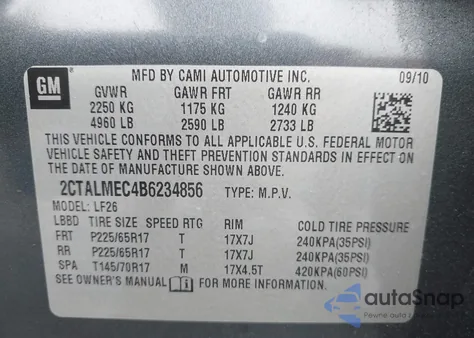 GM
MFD BY CAMI AUTOMOTIVE INC. 09/10
GVWR GAWR FRT GAWR RR
2250 KG 1175 KG 1240 KG
4960 LB 2590 LB 2733 LB
THIS VEHICLE CONFORMS TO ALL APPLICABLE U.S. FEDERAL MOTOR
VEHICLE SAFETY AND THEFT PREVENTION STANDARDS IN EFFECT ON
THE DATE OF MANUFACTURE SHOWN ABOVE.
2CTALMEC4B6234856 TYPE: M.P.V.
MODEL: LF26
LBBD TIRE SIZE SPEED RTG RIM COLD TIRE PRESSURE
FRT P225/65R17 T 17X7J 240KPA(35PSI)
RR P225/65R17 T 17X7J 240KPA(35PSI)
SPA T145/70R17 M 17X4.5T 420KPA(60PSI)
SEE OWNER'S MANUAL FOR MORE INFORMATION.
autoSnap